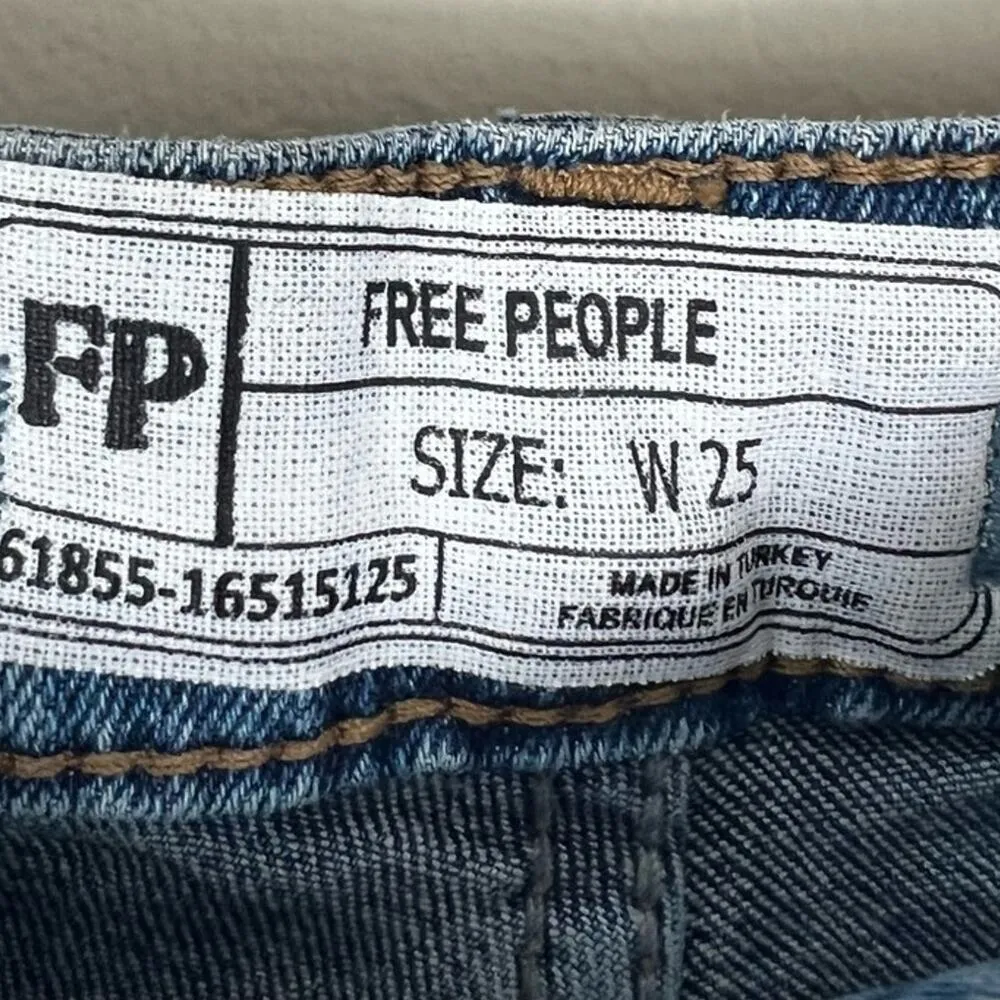 FP
FREE PEOPLE
SIZE: W 25
61855-16515125
MADE IN TURKEY
FABRIQUE EN TURQUIE